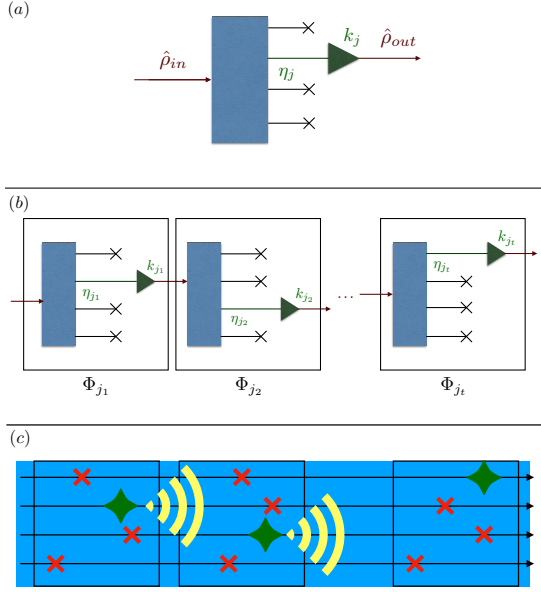 (a)
ρ̂_in η_j k_j ρ̂_out
(b)
η_{j_1} k_{j_1} η_{j_2} k_{j_2} ... η_{j_t} k_{j_t}
Φ_{j_1} Φ_{j_2} Φ_{j_t}
(c)